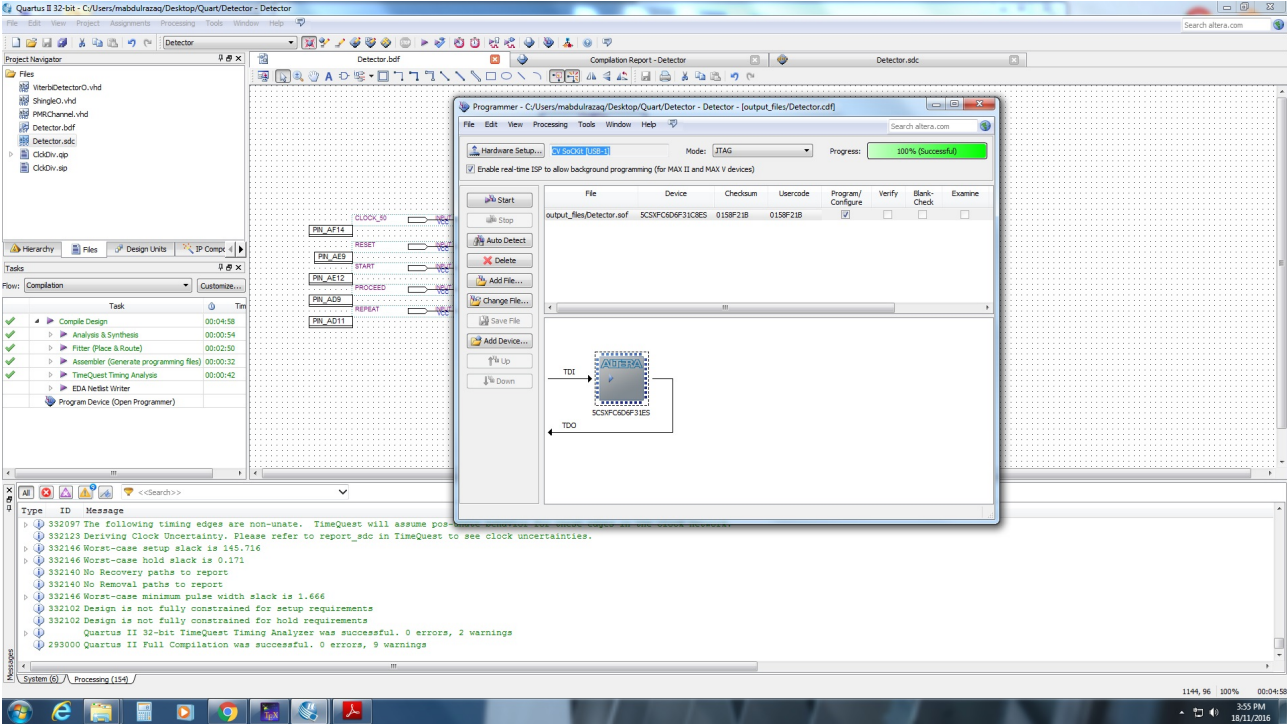 Quartus II 32-bit - C:/Users/mabdulrazaq/Desktop/Quart/Detector - Detector
File Edit View Project Assignments Processing Tools Window Help
Search altera.com
Detector
Project Navigator
Detector.bdf
Compilation Report - Detector
Detector.sdc
Files
ViterbiDetectorO.vhd
ShingleO.vhd
PMRChannel.vhd
Detector.bdf
Detector.sdc
ClckDiv.qip
ClckDiv.sip
Hierarchy Files Design Units IP Compc
Tasks
Flow: Compilation Customize...
Task Tim
Compile Design 00:04:58
Analysis & Synthesis 00:00:54
Fitter (Place & Route) 00:02:50
Assembler (Generate programming files) 00:00:32
TimeQuest Timing Analysis 00:00:42
EDA Netlist Writer
Program Device (Open Programmer)
CLOCK_50
PIN_AF14
RESET
VCC
PIN_AE9
START
VCC
PIN_AE12
PROCEED
VCC
PIN_AD9
REPEAT
VCC
PIN_AD11
Programmer - C:/Users/mabdulrazaq/Desktop/Quart/Detector - Detector - [output_files/Detector.cdf]
File Edit View Processing Tools Window Help
Search altera.com
Hardware Setup... CV SoCKit [USB-1] Mode: JTAG Progress: 100% (Successful)
Enable real-time ISP to allow background programming (for MAX II and MAX V devices)
Start
Stop
Auto Detect
Delete
Add File...
Change File...
Save File
Add Device...
Up
Down
File Device Checksum Usercode Program/ Configure Verify Blank- Check Examine
output_files/Detector.sof 5CSXFC6D6F31C8ES 0158F21B 0158F21B
ALTERA
TDI
5CSXFC6D6F31ES
TDO
All <<Search>>
Type ID Message
332097 The following timing edges are non-unate. TimeQuest will assume
332123 Deriving Clock Uncertainty. Please refer to report_sdc in TimeQuest to see clock uncertainties.
332146 Worst-case setup slack is 145.716
332146 Worst-case hold slack is 0.171
332140 No Recovery paths to report
332140 No Removal paths to report
332146 Worst-case minimum pulse width slack is 1.666
332102 Design is not fully constrained for setup requirements
332102 Design is not fully constrained for hold requirements
Quartus II 32-bit TimeQuest Timing Analyzer was successful. 0 errors, 2 warnings
293000 Quartus II Full Compilation was successful. 0 errors, 9 warnings
Messages
System (6) Processing (154)
1144, 96 100% 00:04:58
3:55 PM
18/11/2016